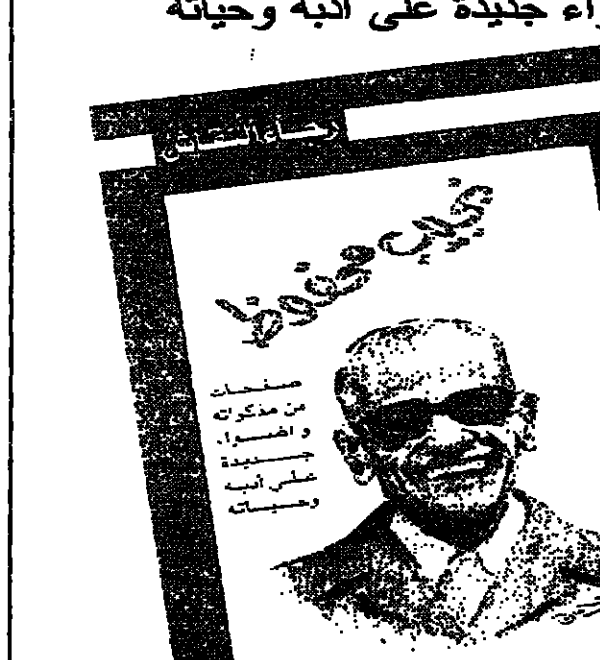 جديدة على أدبه وحياته
رجاء النقاش
نجيب محفوظ
صفحات
من مذكراته
وأضواء
جديدة
على أدبه
وحياته